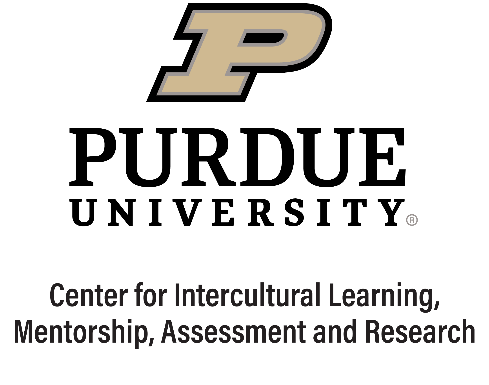 P
PURDUE
UNIVERSITY®
Center for Intercultural Learning,
Mentorship, Assessment and Research